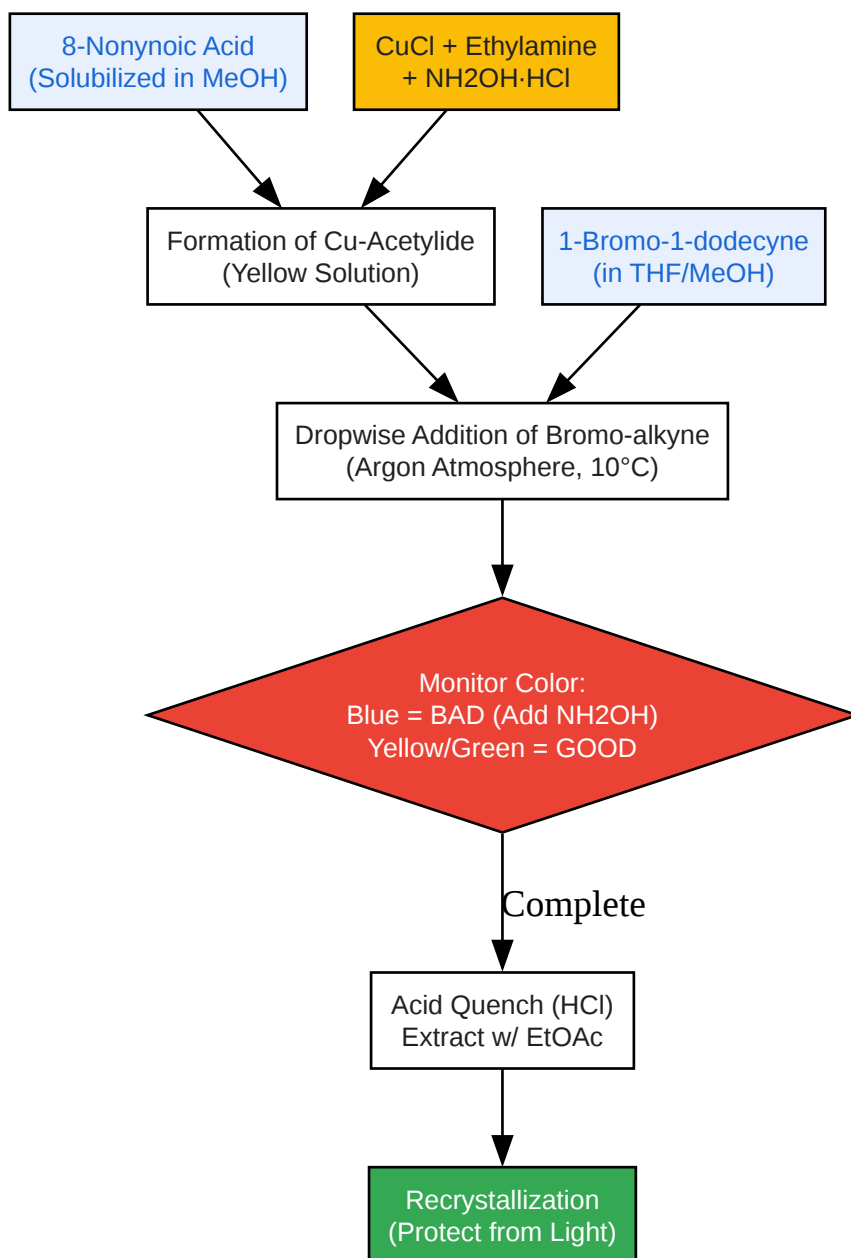 8-Nonynoic Acid
(Solubilized in MeOH)
CuCl + Ethylamine
+ NH2OH·HCl
Formation of Cu-Acetylide
(Yellow Solution)
1-Bromo-1-dodecyne
(in THF/MeOH)
Dropwise Addition of Bromo-alkyne
(Argon Atmosphere, 10°C)
Monitor Color:
Blue = BAD (Add NH2OH)
Yellow/Green = GOOD
Complete
Acid Quench (HCl)
Extract w/ EtOAc
Recrystallization
(Protect from Light)